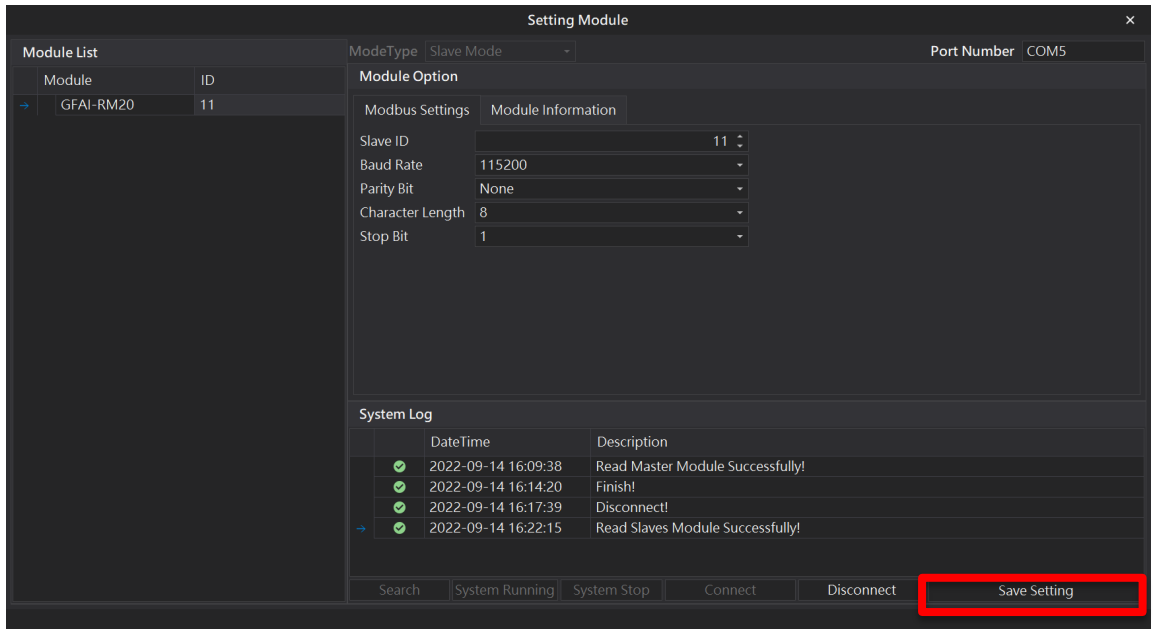 Setting Module
Module List
Module ID
GFAI-RM20 11
ModeType Slave Mode
Port Number COM5
Module Option
Modbus Settings Module Information
Slave ID 11
Baud Rate 115200
Parity Bit None
Character Length 8
Stop Bit 1
System Log
DateTime Description
2022-09-14 16:09:38 Read Master Module Successfully!
2022-09-14 16:14:20 Finish!
2022-09-14 16:17:39 Disconnect!
2022-09-14 16:22:15 Read Slaves Module Successfully!
Search System Running System Stop Connect Disconnect Save Setting